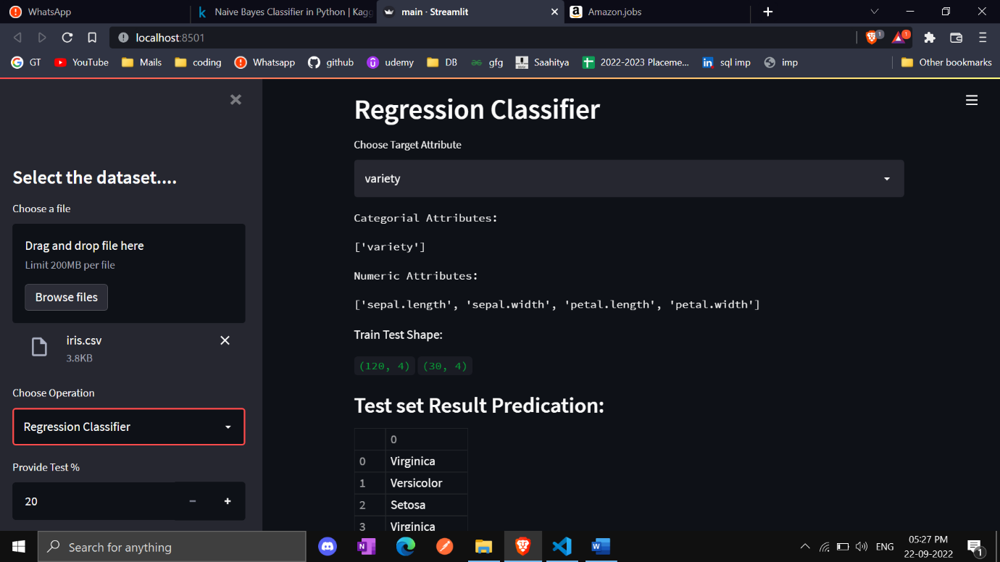 WhatsApp
Naive Bayes Classifier in Python | Kagg
main · Streamlit
Amazon.jobs
localhost:8501
1
1
GT
YouTube
Mails
coding
Whatsapp
github
udemy
DB
gfg
Saahitya
2022-2023 Placeme...
sql imp
imp
Other bookmarks
Select the dataset....
Choose a file
Drag and drop file here
Limit 200MB per file
Browse files
iris.csv
3.8KB
Choose Operation
Regression Classifier
Provide Test %
20
Regression Classifier
Choose Target Attribute
variety
Categorial Attributes:
['variety']
Numeric Attributes:
['sepal.length', 'sepal.width', 'petal.length', 'petal.width']
Train Test Shape:
(120, 4) (30, 4)
Test set Result Predication:
0
0 Virginica
1 Versicolor
2 Setosa
3 Virginica
Search for anything
ENG
05:27 PM
22-09-2022
1